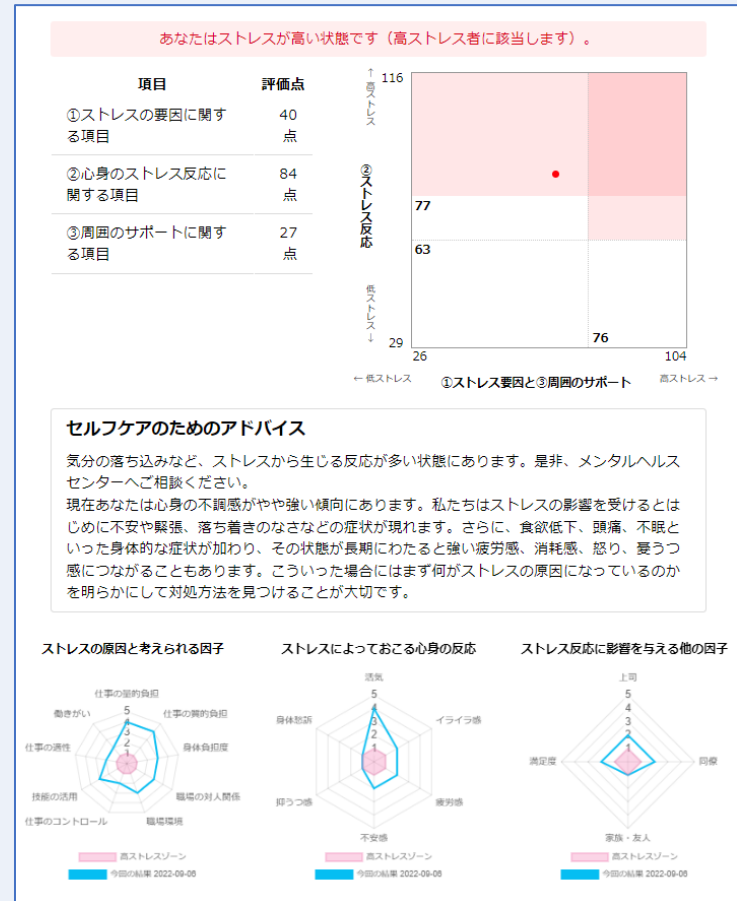 あなたはストレスが高い状態です（高ストレス者に該当します）。
項目 評価点
①ストレスの要因に関す
る項目
40
点
②心身のストレス反応に
関する項目
84
点
③周囲のサポートに関す
る項目
27
点
↑高ストレス
②ストレス反応
低ストレス↓
116
77
63
29
26
76
104
←低ストレス
①ストレス要因と③周囲のサポート
高ストレス→
セルフケアのためのアドバイス
気分の落ち込みなど、ストレスから生じる反応が多い状態にあります。是非、メンタルヘルス
センターへご相談ください。
現在あなたは心身の不調感がやや強い傾向にあります。私たちはストレスの影響を受けるとは
じめに不安や緊張、落ち着きのなさなどの症状が現れます。さらに、食欲低下、頭痛、不眠と
いった身体的な症状が加わり、その状態が長期にわたると強い疲労感、消耗感、怒り、憂うつ
感につながることもあります。こういった場合にはまず何がストレスの原因になっているのか
を明らかにして対処方法を見つけることが大切です。
ストレスの原因と考えられる因子
仕事の量的負担
仕事の質的負担
身体負担度
職場の対人関係
職場環境
仕事のコントロール
技能の活用
仕事の適性
働きがい
5
4
3
2
1
高ストレスゾーン
今回の結果 2022-09-06
ストレスによっておこる心身の反応
活気
イライラ感
疲労感
不安感
抑うつ感
身体愁訴
5
4
3
2
1
高ストレスゾーン
今回の結果 2022-09-06
ストレス反応に影響を与える他の因子
上司
同僚
家族・友人
満足度
5
4
3
2
1
高ストレスゾーン
今回の結果 2022-09-06